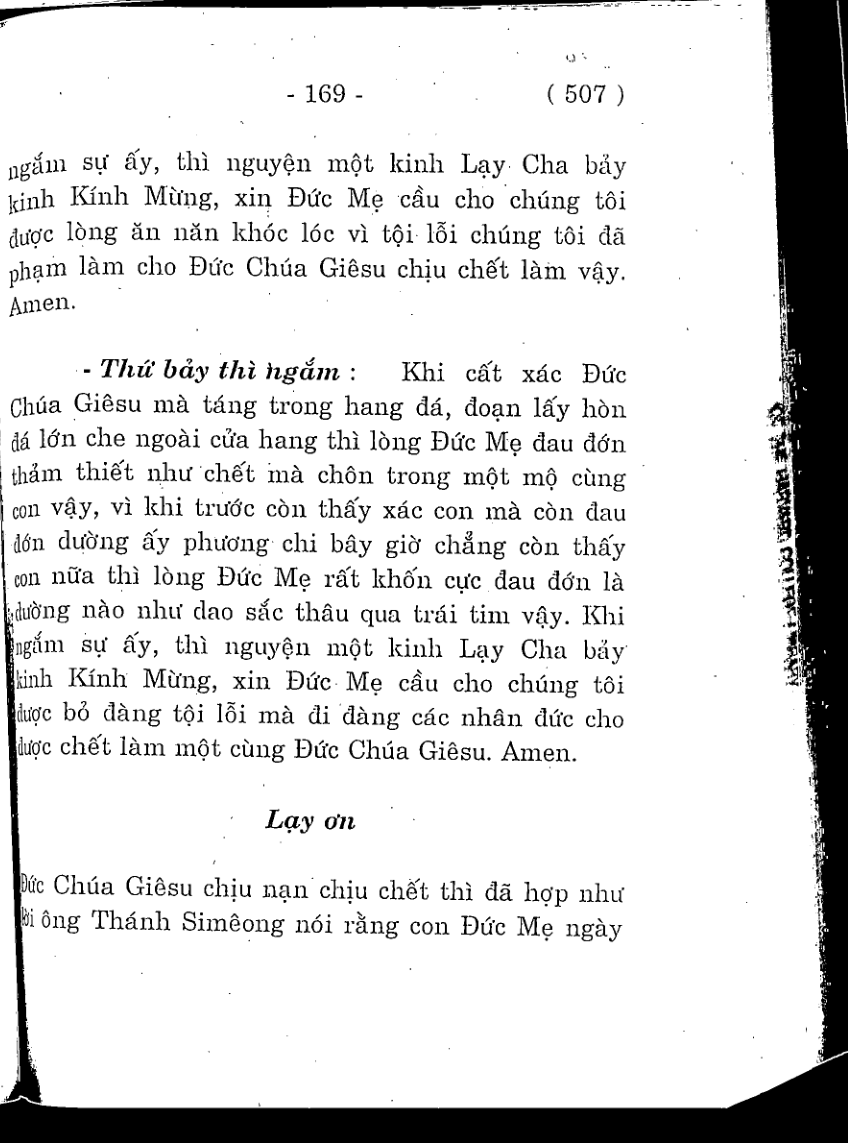 - 169 - ( 507 )
ngắm sự ấy, thì nguyện một kinh Lạy Cha bảy
kinh Kính Mừng, xin Đức Mẹ cầu cho chúng tôi
được lòng ăn năn khóc lóc vì tội lỗi chúng tôi đã
phạm làm cho Đức Chúa Giêsu chịu chết làm vậy.
Amen.
- Thứ bảy thì ngắm : Khi cất xác Đức
Chúa Giêsu mà táng trong hang đá, đoạn lấy hòn
đá lớn che ngoài cửa hang thì lòng Đức Mẹ đau đớn
thảm thiết như chết mà chôn trong một mộ cùng
con vậy, vì khi trước còn thấy xác con mà còn đau
đớn dường ấy phương chi bây giờ chẳng còn thấy
con nữa thì lòng Đức Mẹ rất khốn cực đau đớn là
dường nào như dao sắc thâu qua trái tim vậy. Khi
ngắm sự ấy, thì nguyện một kinh Lạy Cha bảy
kinh Kính Mừng, xin Đức Mẹ cầu cho chúng tôi
được bỏ đàng tội lỗi mà đi đàng các nhân đức cho
được chết làm một cùng Đức Chúa Giêsu. Amen.
Lạy ơn
Đức Chúa Giêsu chịu nạn chịu chết thì đã hợp như
lời ông Thánh Simêong nói rằng con Đức Mẹ ngày